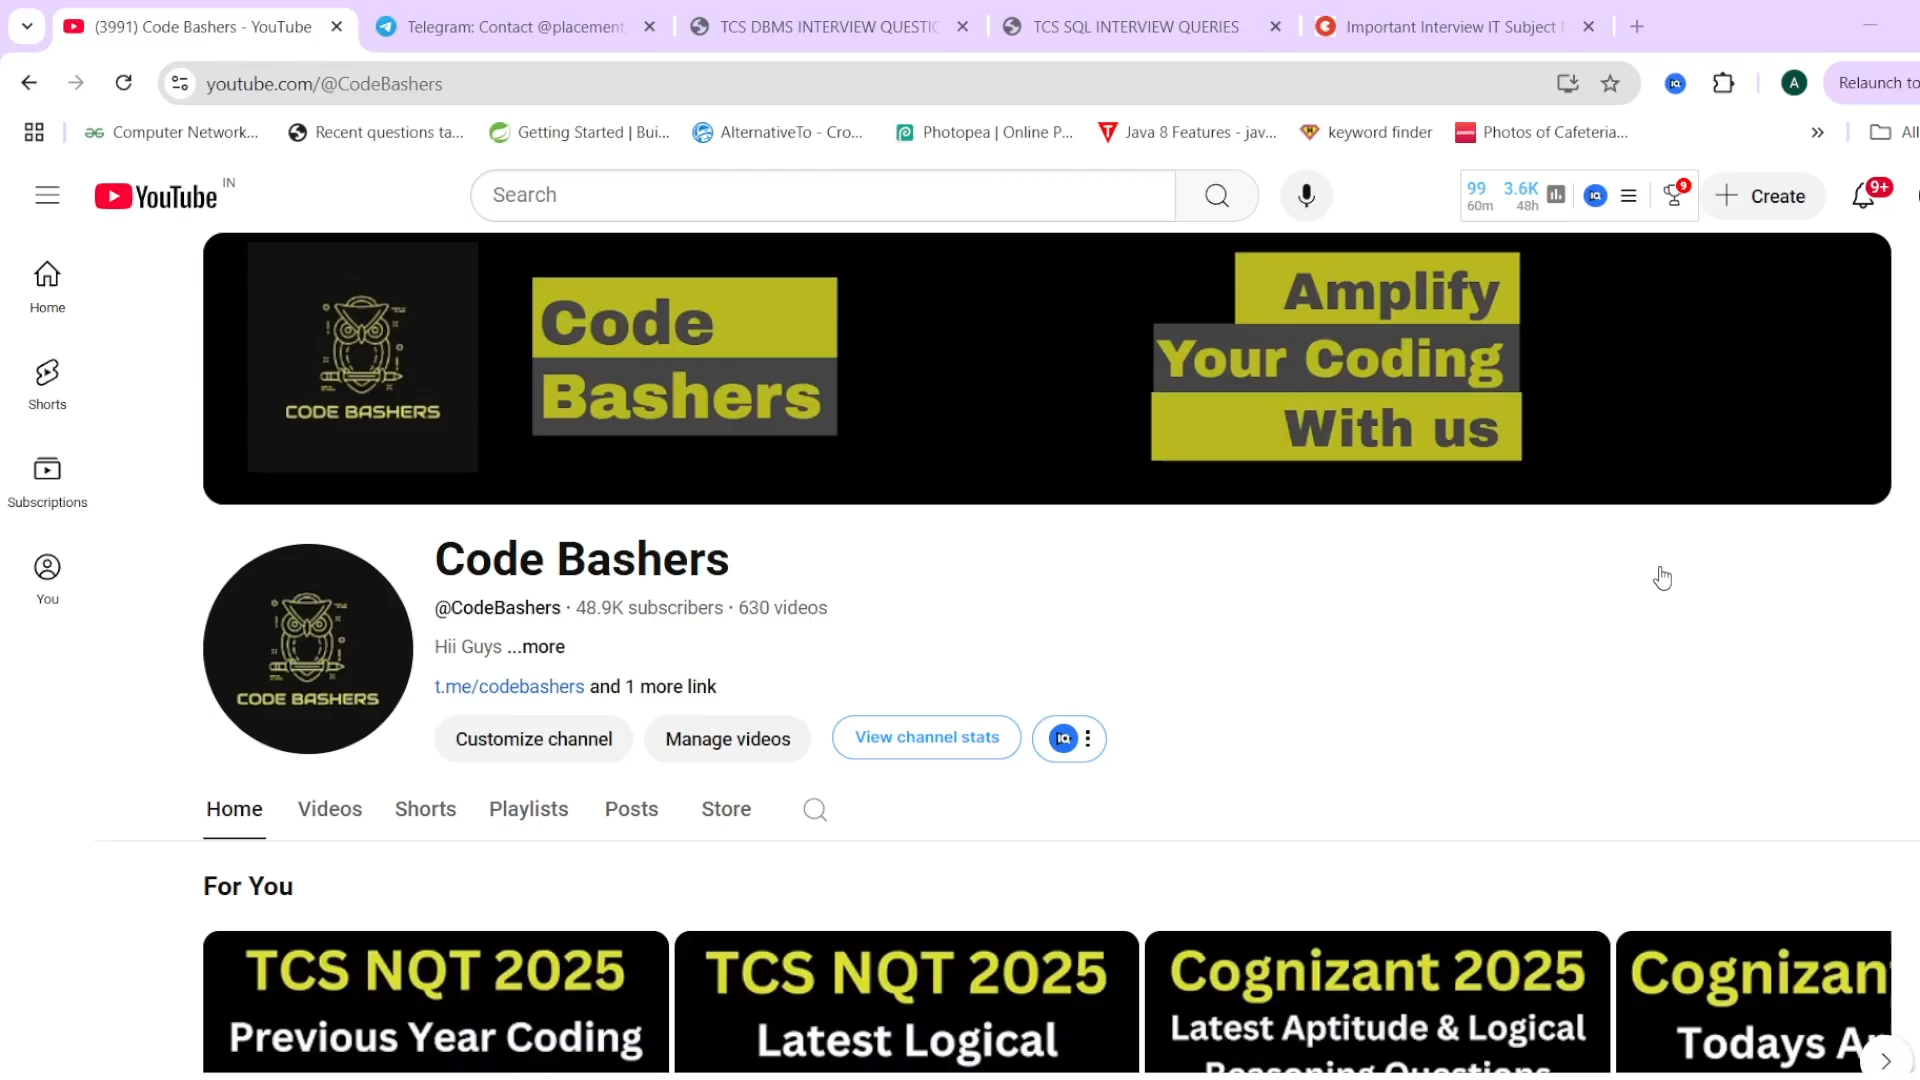 (3991) Code Bashers - YouTube
Telegram: Contact @placement
TCS DBMS INTERVIEW QUESTIO
TCS SQL INTERVIEW QUERIES
Important Interview IT Subject
youtube.com/@CodeBashers
A
Relaunch to
Computer Network...
Recent questions ta...
Getting Started | Bui...
AlternativeTo - Cro...
Photopea | Online P...
Java 8 Features - jav...
keyword finder
Photos of Cafeteria...
All
YouTube IN
Search
99 3.6K
60m 48h
9
Create
9+
Home
Shorts
Subscriptions
You
CODE BASHERS
Code
Bashers
Amplify
Your Coding
With us
CODE BASHERS
Code Bashers
@CodeBashers · 48.9K subscribers · 630 videos
Hii Guys ...more
t.me/codebashers and 1 more link
Customize channel
Manage videos
View channel stats
Home
Videos
Shorts
Playlists
Posts
Store
For You
TCS NQT 2025
Previous Year Coding
TCS NQT 2025
Latest Logical
Cognizant 2025
Latest Aptitude & Logical
Reasoning Questions
Cognizan
Todays A